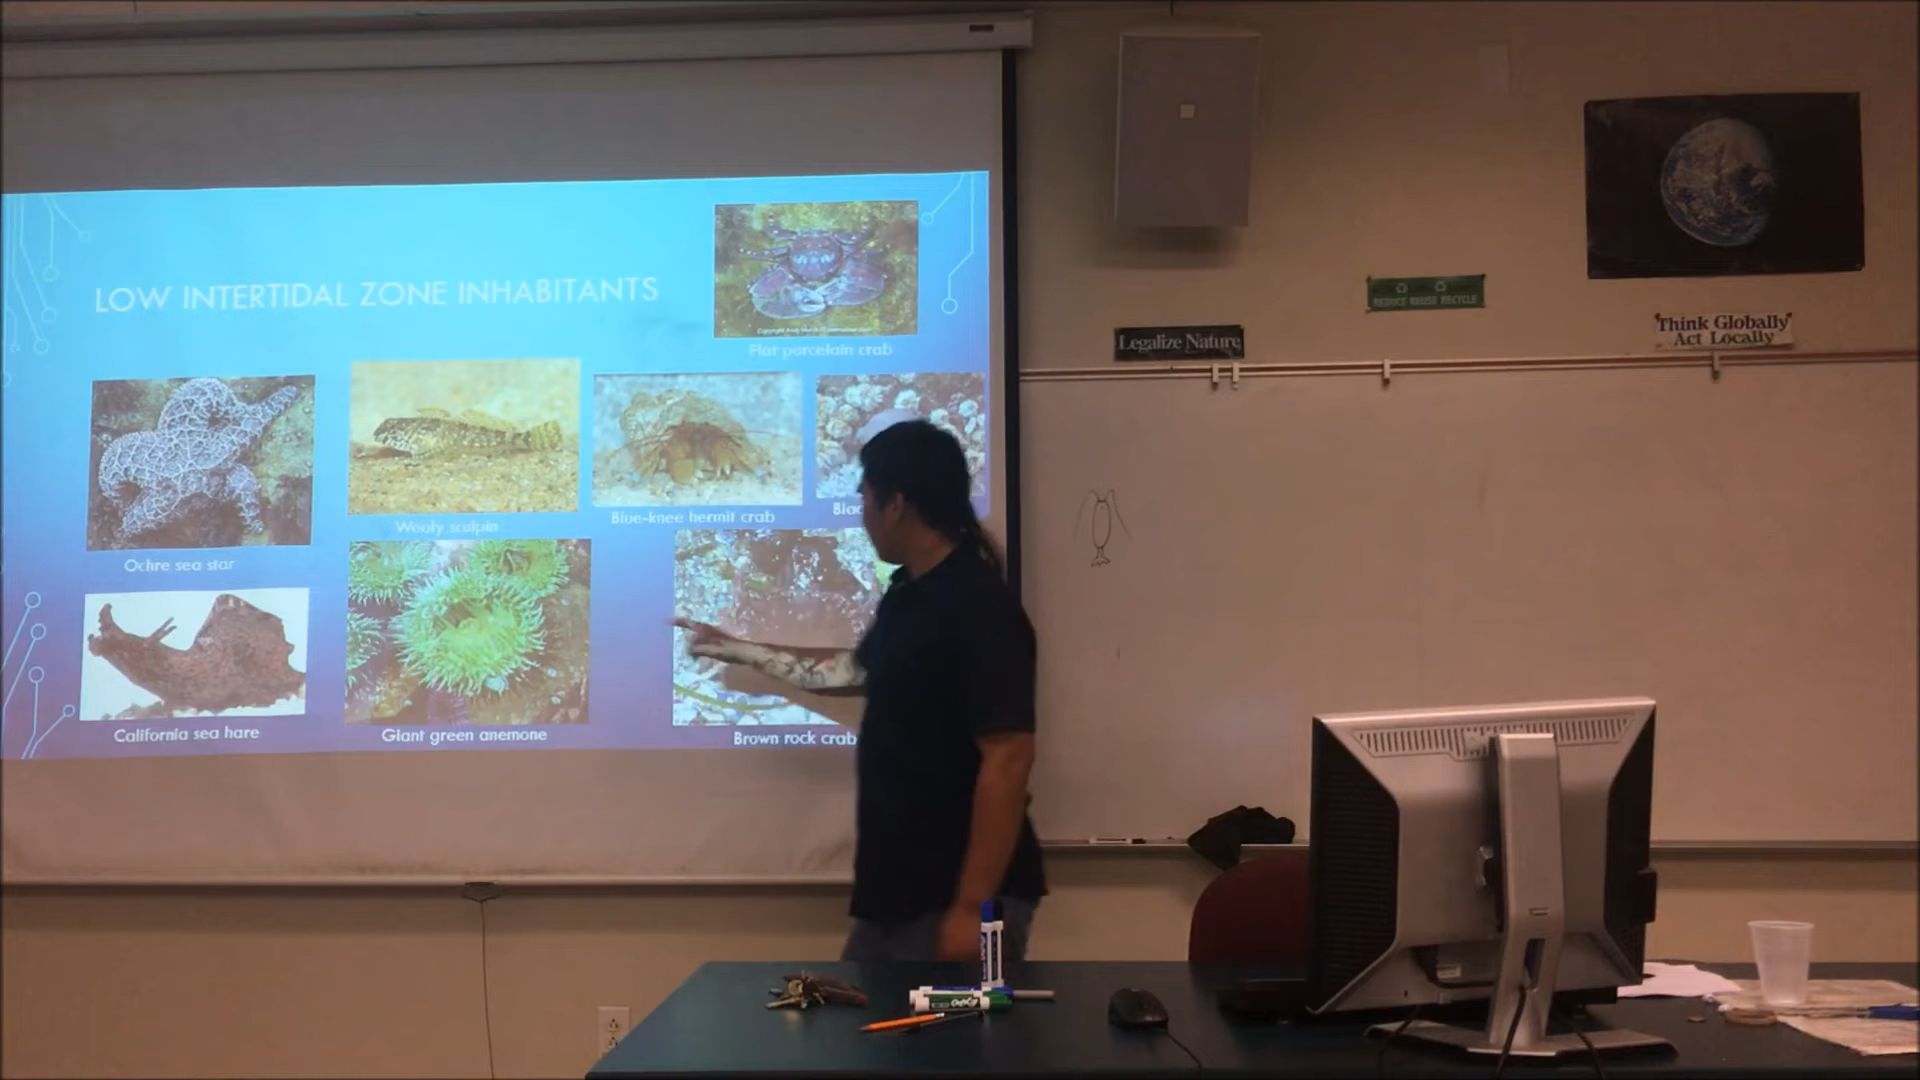 LOW INTERTIDAL ZONE INHABITANTS
Flat porcelain crab
Ochre sea star
Wooly sculpin
Blue-knee hermit crab
California sea hare
Giant green anemone
Brown rock crab
Legalize Nature
REDUCE REUSE RECYCLE
Think Globally
Act Locally
EXPO